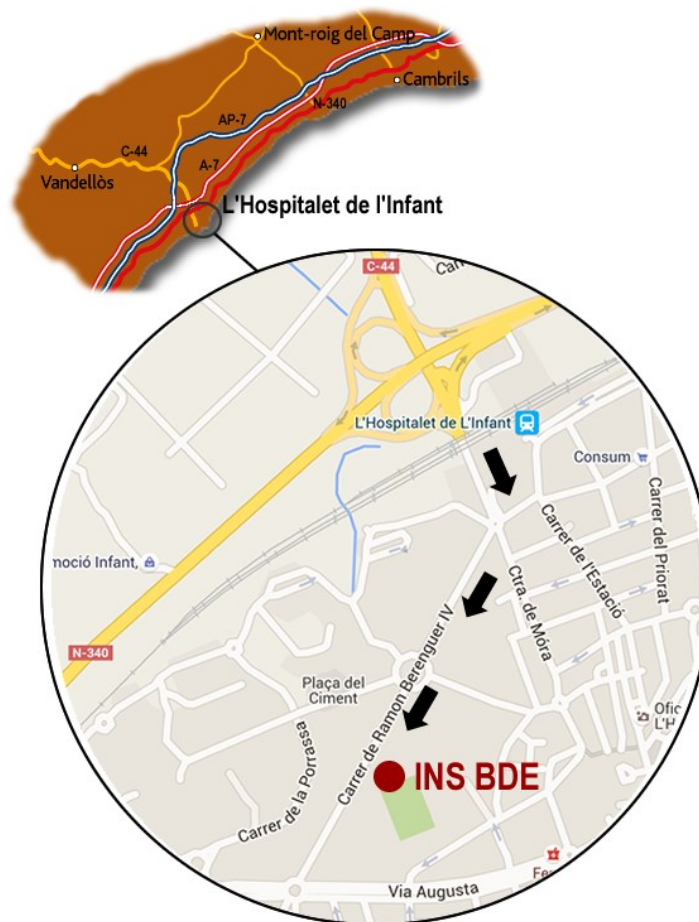 Mont-roig del Camp
Cambrils
N-340
AP-7
C-44
A-7
Vandellòs
L'Hospitalet de l'Infant
C-44
L'Hospitalet de L'Infant
Consum
Carrer del Priorat
Carrer de l'Estació
moció Infant,
Ctra. de Móra
Carrer de Ramon Berenguer IV
N-340
Plaça del
Ciment
Ofic
L'H
Carrer de la Porrassa
INS BDE
Via Augusta